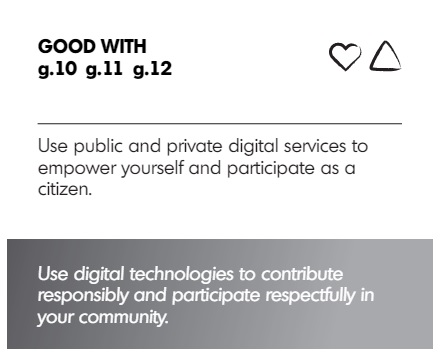 GOOD WITH
g.10 g.11 g.12
Use public and private digital services to
empower yourself and participate as a
citizen.
Use digital technologies to contribute
responsibly and participate respectfully in
your community.